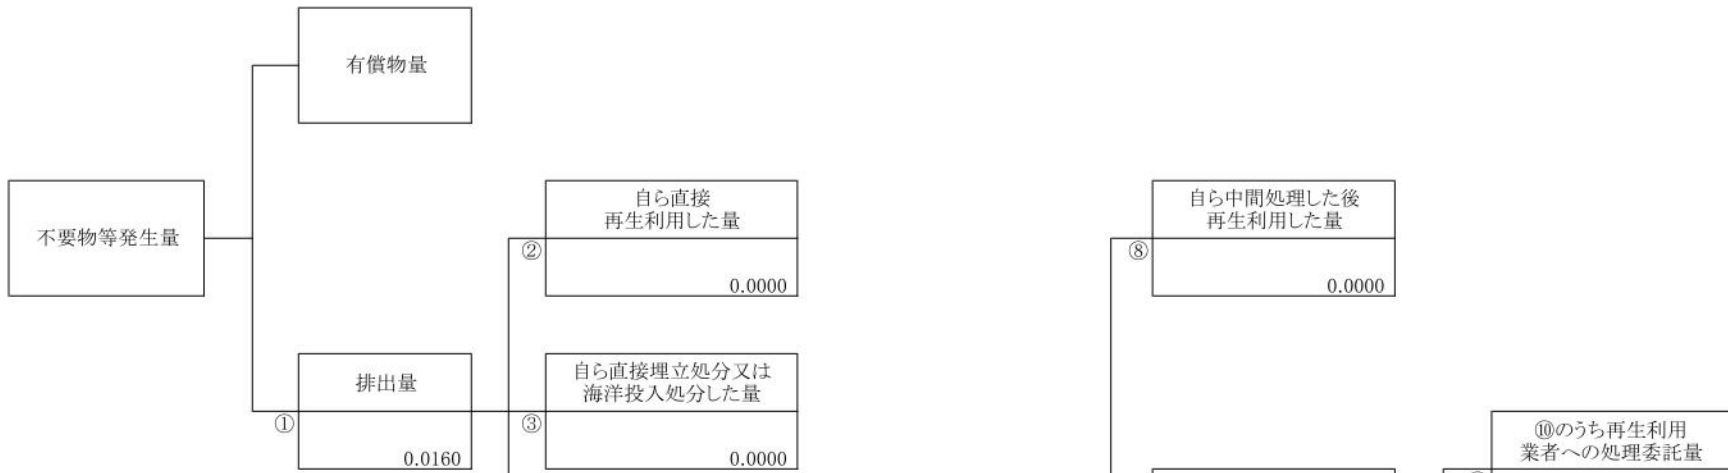 有償物量
不要物等発生量
自ら直接
再生利用した量
②
0.0000
自ら中間処理した後
再生利用した量
⑧
0.0000
排出量
①
0.0160
自ら直接埋立処分又は
海洋投入処分した量
③
0.0000
⑩のうち再生利用
業者への処理委託量